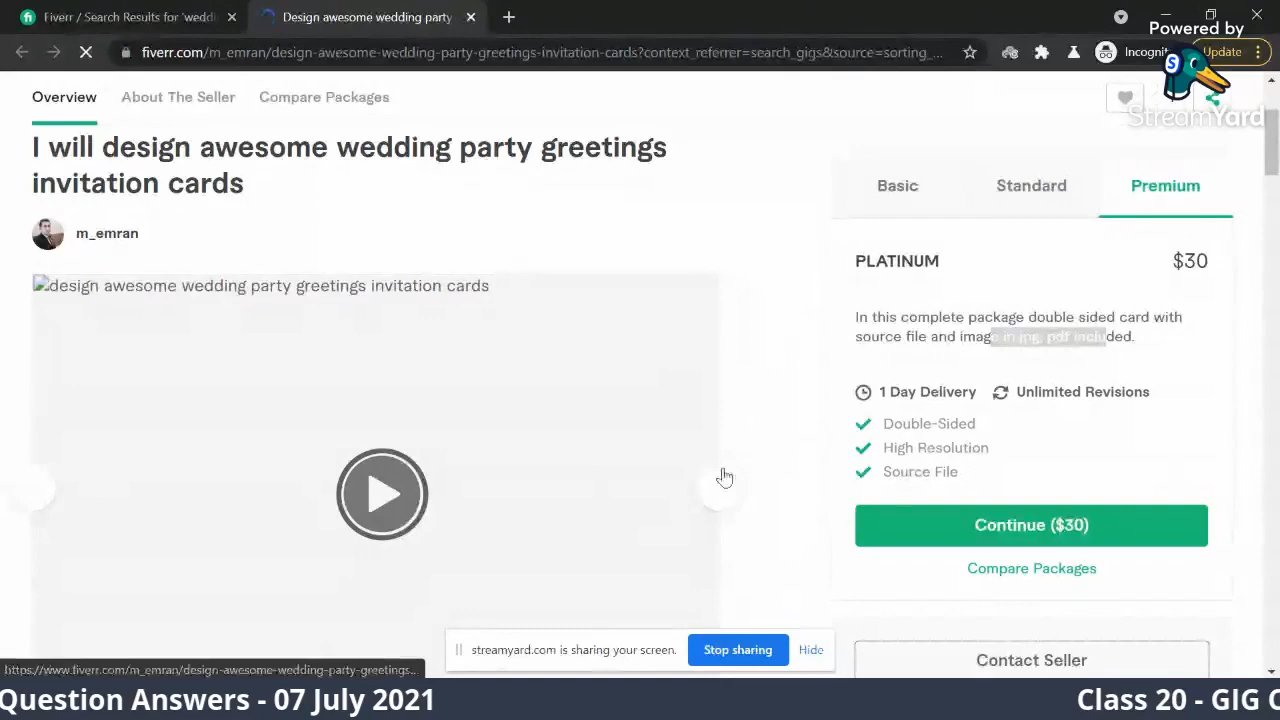 Fiverr / Search Results for 'weddi
Design awesome wedding party
Powered by
fiverr.com/m_emran/design-awesome-wedding-party-greetings-invitation-cards?context_referrer=search_gigs&source=sorting_...
Update
StreamYard
Overview
About The Seller
Compare Packages
I will design awesome wedding party greetings
invitation cards
m_emran
design awesome wedding party greetings invitation cards
Basic
Standard
Premium
PLATINUM
$30
In this complete package double sided card with
source file and image in jpg, pdf included.
1 Day Delivery
Unlimited Revisions
Double-Sided
High Resolution
Source File
Continue ($30)
Compare Packages
Contact Seller
streamyard.com is sharing your screen.
Stop sharing
Hide
https://www.fiverr.com/m_emran/design-awesome-wedding-party-greetings...
Question Answers - 07 July 2021
Class 20 - GIG